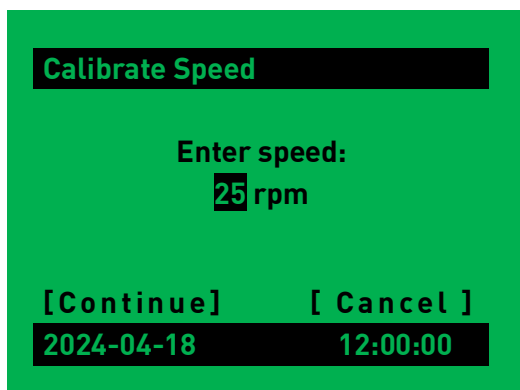 Calibrate Speed
Enter speed:
25 rpm
[Continue] [ Cancel ]
2024-04-18 12:00:00